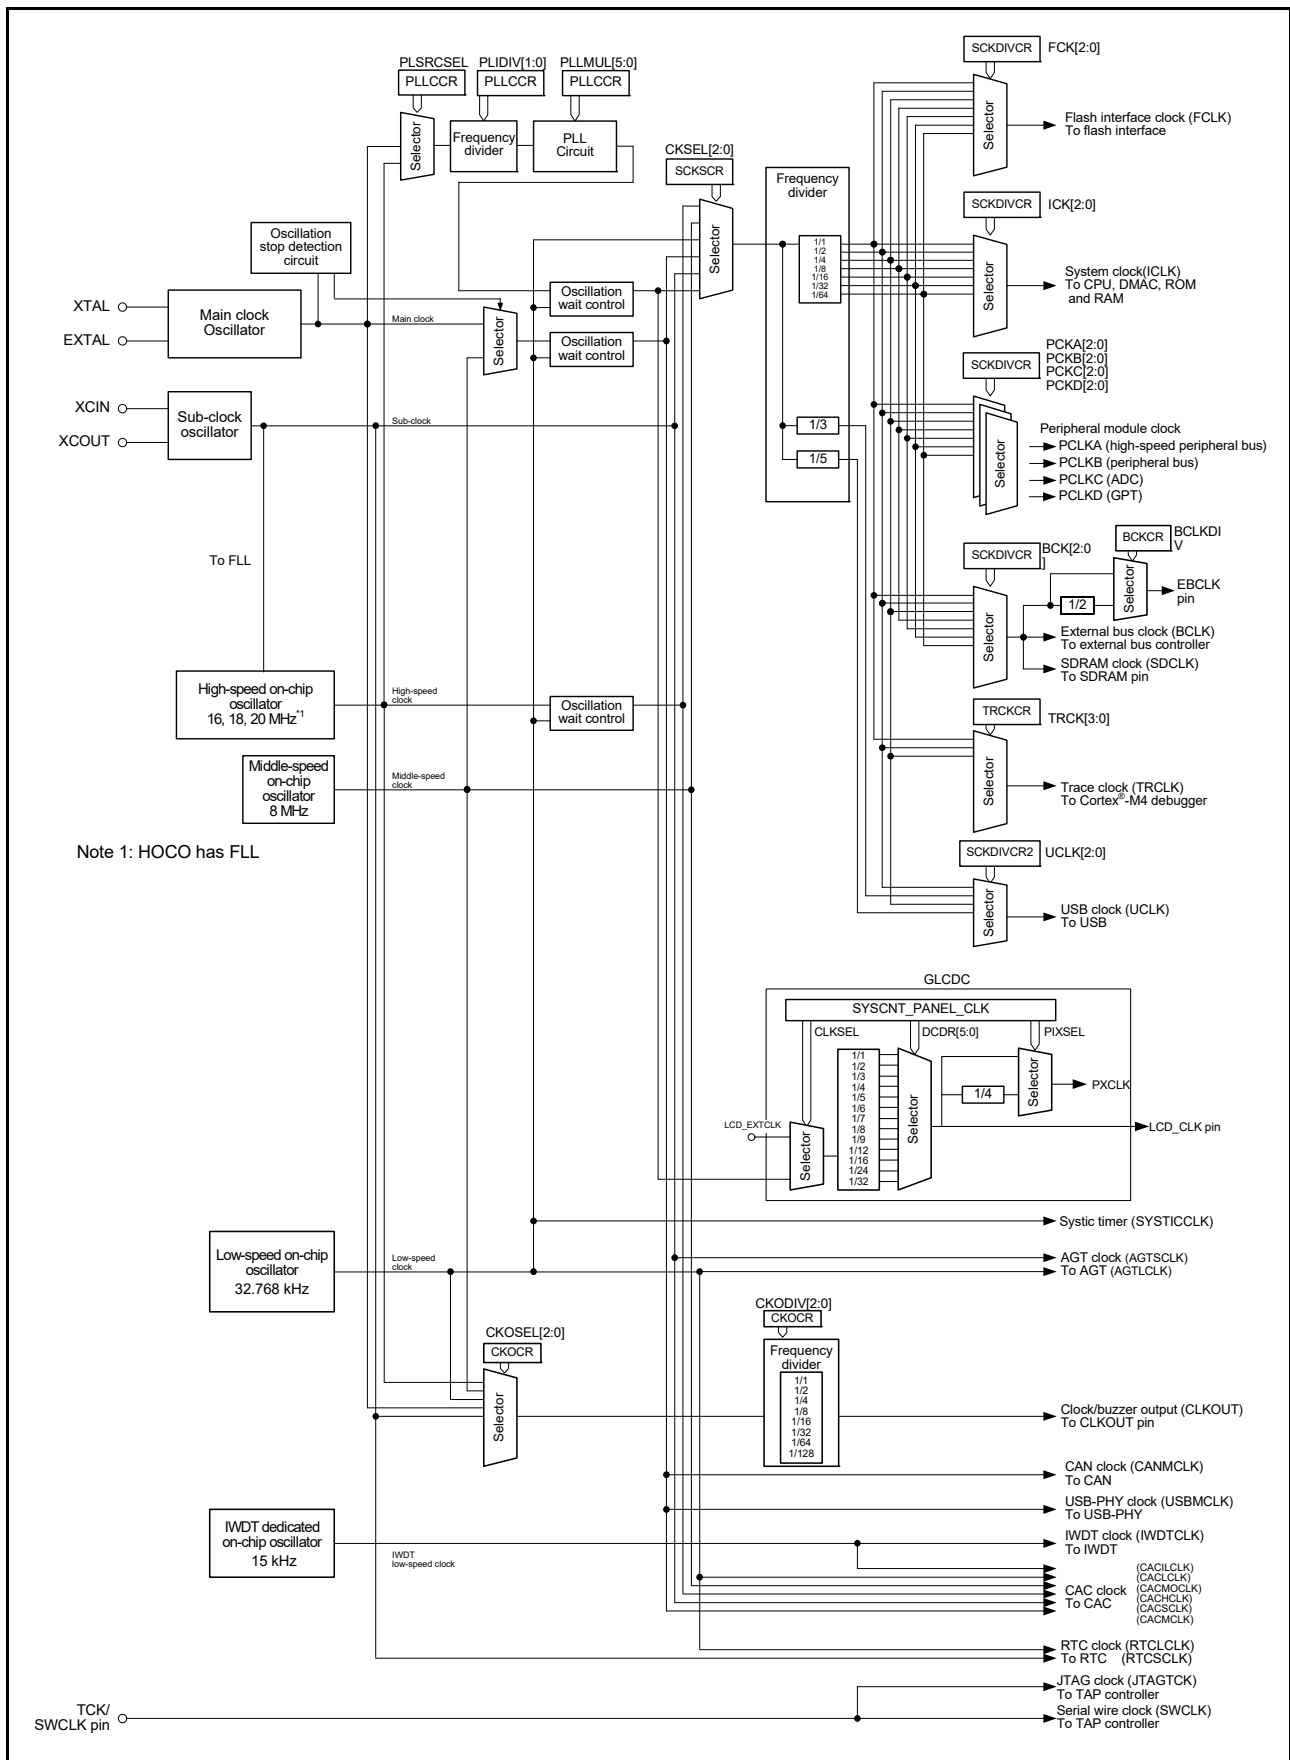 PLSRCSEL
PLLCCR
PLIDIV[1:0]
PLLCCR
PLLMUL[5:0]
PLLCCR
Selector
Frequency
divider
PLL
Circuit
CKSEL[2:0]
SCKSCR
Selector
Frequency
divider
1/1
1/2
1/4
1/8
1/16
1/32
1/64
1/3
1/5
SCKDIVCR
FCK[2:0]
Selector
Flash interface clock (FCLK)
To flash interface
SCKDIVCR
ICK[2:0]
Selector
System clock(ICLK)
To CPU, DMAC, ROM
and RAM
Oscillation
stop detection
circuit
XTAL
EXTAL
Main clock
Oscillator
Main clock
Selector
Oscillation
wait control
Oscillation
wait control
XCIN
XCOUT
Sub-clock
oscillator
Sub-clock
SCKDIVCR
PCKA[2:0]
PCKB[2:0]
PCKC[2:0]
PCKD[2:0]
Selector
Peripheral module clock
PCLKA (high-speed peripheral bus)
PCLKB (peripheral bus)
PCLKC (ADC)
PCLKD (GPT)
To FLL
SCKDIVCR
BCK[2:0
]
Selector
BCKCR
BCLKDI
V
Selector
1/2
EBCLK
pin
External bus clock (BCLK)
To external bus controller
SDRAM clock (SDCLK)
To SDRAM pin
High-speed on-chip
oscillator
16, 18, 20 MHz*1
High-speed
clock
Oscillation
wait control
TRCKCR
TRCK[3:0]
Selector
Trace clock (TRCLK)
To Cortex®-M4 debugger
Middle-speed
on-chip
oscillator
8 MHz
Middle-speed
clock
Note 1: HOCO has FLL
SCKDIVCR2
UCLK[2:0]
Selector
USB clock (UCLK)
To USB
GLCDC
SYSCNT_PANEL_CLK
CLKSEL
DCDR[5:0]
PIXSEL
LCD_EXTCLK
Selector
1/1
1/2
1/3
1/4
1/5
1/6
1/7
1/8
1/9
1/12
1/16
1/24
1/32
Selector
1/4
Selector
PXCLK
LCD_CLK pin
Systic timer (SYSTICCLK)
Low-speed on-chip
oscillator
32.768 kHz
Low-speed
clock
AGT clock (AGTSCLK)
To AGT (AGTLCLK)
CKOSEL[2:0]
CKOCR
Selector
CKODIV[2:0]
CKOCR
Frequency
divider
1/1
1/2
1/4
1/8
1/16
1/32
1/64
1/128
Clock/buzzer output (CLKOUT)
To CLKOUT pin
CAN clock (CANMCLK)
To CAN
USB-PHY clock (USBMCLK)
To USB-PHY
IWDT dedicated
on-chip oscillator
15 kHz
IWDT
low-speed clock
IWDT clock (IWDTCLK)
To IWDT
CAC clock
To CAC
(CACILCLK)
(CACLCLK)
(CACMOCLK)
(CACHCLK)
(CACSCLK)
(CACMCLK)
RTC clock (RTCLCLK)
To RTC (RTCSCLK)
TCK/
SWCLK pin
JTAG clock (JTAGTCK)
To TAP controller
Serial wire clock (SWCLK)
To TAP controller